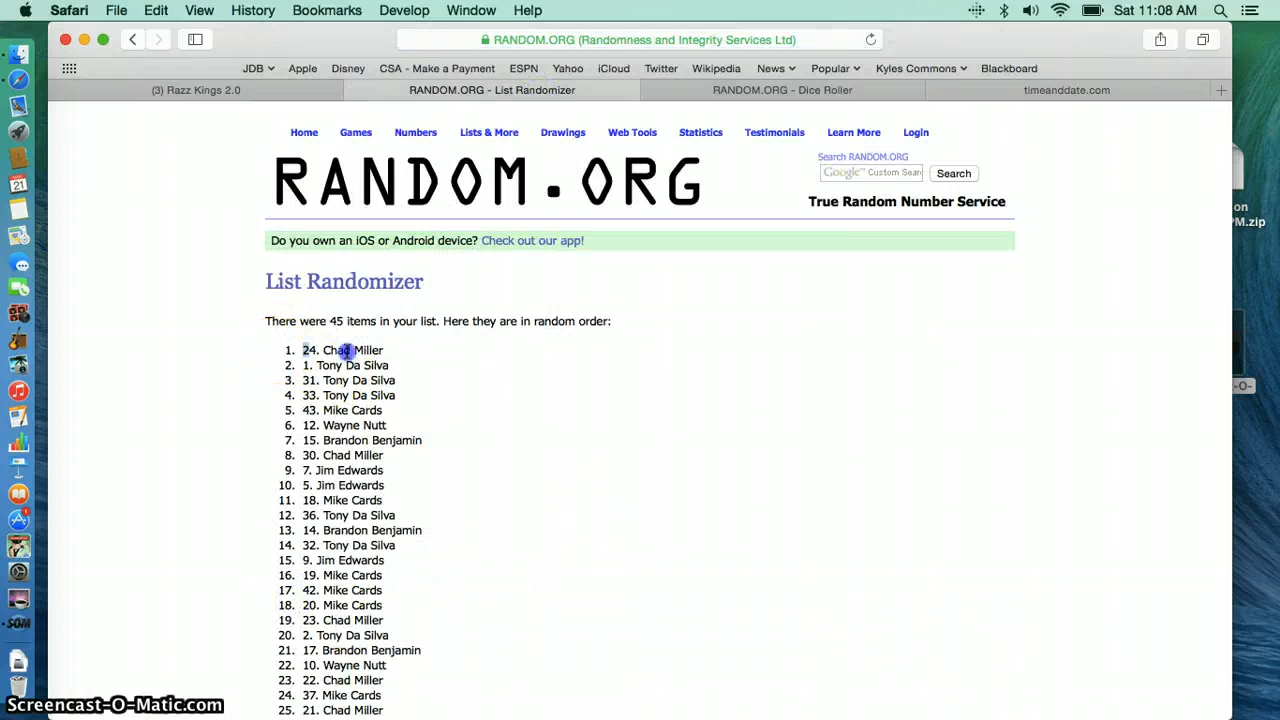 Safari File Edit View History Bookmarks Develop Window Help Sat 11:08 AM
RANDOM.ORG (Randomness and Integrity Services Ltd)
JDB Apple Disney CSA - Make a Payment ESPN Yahoo iCloud Twitter Wikipedia News Popular Kyles Commons Blackboard
(3) Razz Kings 2.0 RANDOM.ORG - List Randomizer RANDOM.ORG - Dice Roller timeanddate.com
Home Games Numbers Lists & More Drawings Web Tools Statistics Testimonials Learn More Login
Search RANDOM.ORG
Google™ Custom Sear Search
RANDOM.ORG
True Random Number Service
Do you own an iOS or Android device? Check out our app!
List Randomizer
There were 45 items in your list. Here they are in random order:
1. 24. Chad Miller
2. 1. Tony Da Silva
3. 31. Tony Da Silva
4. 33. Tony Da Silva
5. 43. Mike Cards
6. 12. Wayne Nutt
7. 15. Brandon Benjamin
8. 30. Chad Miller
9. 7. Jim Edwards
10. 5. Jim Edwards
11. 18. Mike Cards
12. 36. Tony Da Silva
13. 14. Brandon Benjamin
14. 32. Tony Da Silva
15. 9. Jim Edwards
16. 19. Mike Cards
17. 42. Mike Cards
18. 20. Mike Cards
19. 23. Chad Miller
20. 2. Tony Da Silva
21. 17. Brandon Benjamin
22. 10. Wayne Nutt
23. 22. Chad Miller
24. 37. Mike Cards
25. 21. Chad Miller
on
PM.zip
-O-
21
SOM
Screencast-O-Matic.com